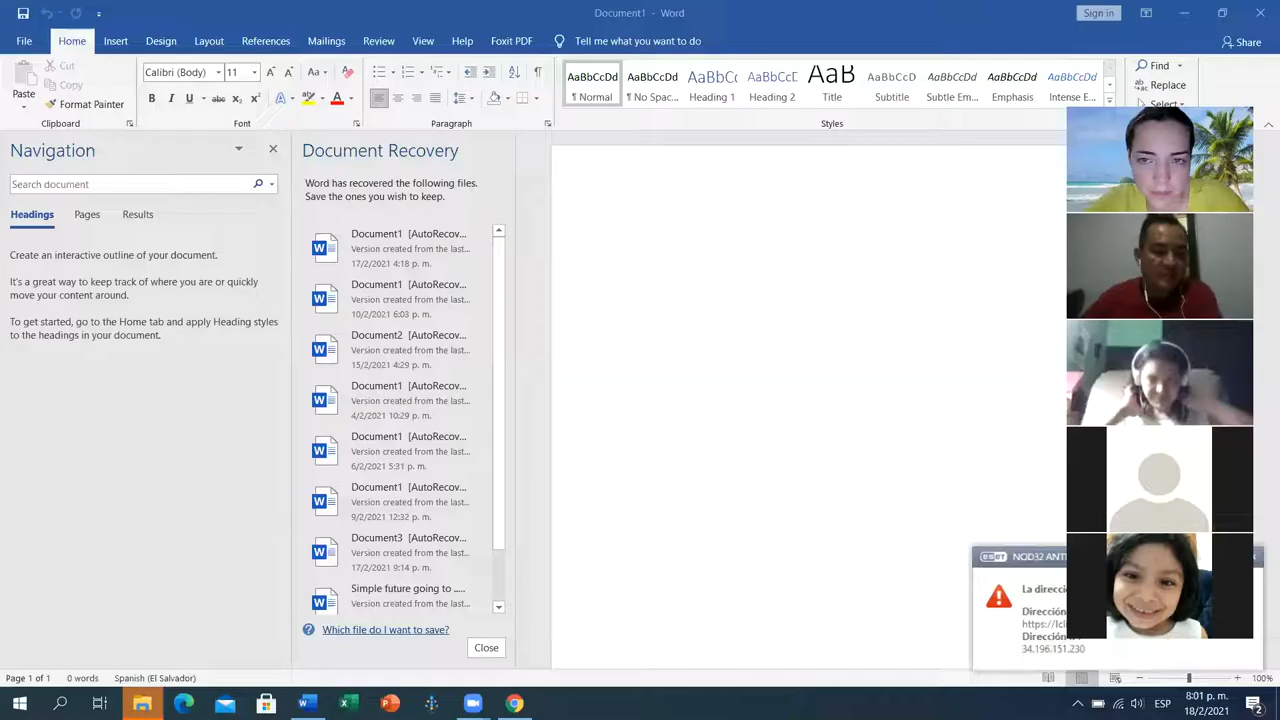 Document1 - Word
Sign in
File Home Insert Design Layout References Mailings Review View Help Foxit PDF Tell me what you want to do
Share
Paste
Cut
Copy
Format Painter
Clipboard
Calibri (Body) 11
Font
Paragraph
AaBbCcDd AaBbCcDd AaBbCc AaBbCcD AaB AaBbCcD AaBbCcDd AaBbCcDd AaBbCcDd
¶ Normal ¶ No Spac... Heading 1 Heading 2 Title Subtitle Subtle Em... Emphasis Intense E...
Styles
Find
Replace
Select
Navigation
Search document
Headings Pages Results
Create an interactive outline of your document.
It's a great way to keep track of where you are or quickly
move your content around.
To get started, go to the Home tab and apply Heading styles
to the headings in your document.
Document Recovery
Word has recovered the following files.
Save the ones you wish to keep.
Document1 [AutoRecov...
Version created from the last...
17/2/2021 4:18 p. m.
Document1 [AutoRecov...
Version created from the last...
10/2/2021 6:03 p. m.
Document2 [AutoRecov...
Version created from the last...
15/2/2021 4:29 p. m.
Document1 [AutoRecov...
Version created from the last...
4/2/2021 10:29 p. m.
Document1 [AutoRecov...
Version created from the last...
6/2/2021 5:31 p. m.
Document1 [AutoRecov...
Version created from the last...
9/2/2021 12:32 p. m.
Document3 [AutoRecov...
Version created from the last...
17/2/2021 9:14 p. m.
Simple future going to .....
Version created from the last...
Which file do I want to save?
Close
eset NOD32 ANTI
La direcció
Dirección
https://lcli
Dirección I
34.196.151.230
Page 1 of 1 0 words Spanish (El Salvador)
100%
ESP
8:01 p. m.
18/2/2021
2